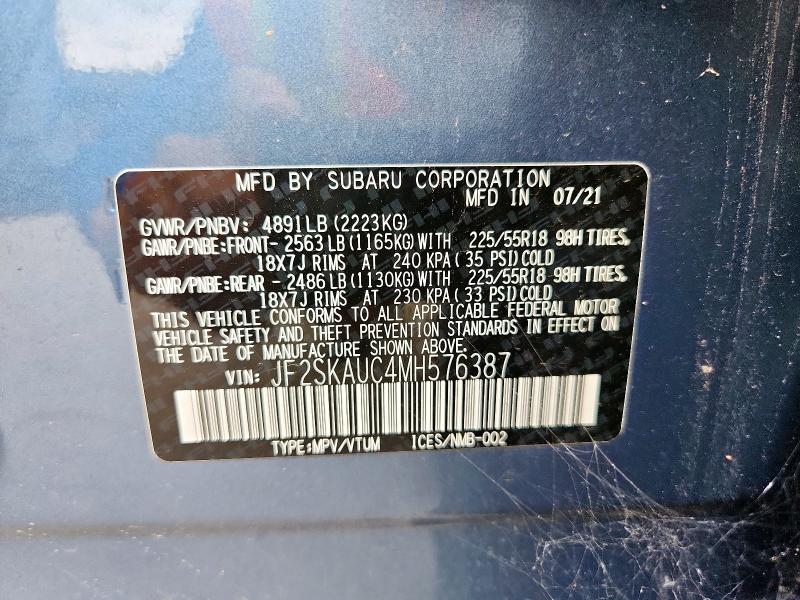 MFD BY SUBARU CORPORATION
MFD IN 07/21
GVWR/PNBV: 4891LB (2223KG)
GAWR/PNBE:FRONT- 2563LB (1165KG)WITH 225/55R18 98H TIRES,
18X7J RIMS AT 240 KPA( 35 PSI)COLD
GAWR/PNBE:REAR - 2486LB (1130KG)WITH 225/55R18 98H TIRES,
18X7J RIMS AT 230 KPA( 33 PSI)COLD
THIS VEHICLE CONFORMS TO ALL APPLICABLE FEDERAL MOTOR
VEHICLE SAFETY AND THEFT PREVENTION STANDARDS IN EFFECT ON
THE DATE OF MANUFACTURE SHOWN ABOVE.
VIN: JF2SKAUC4MH576387
TYPE:MPV/VTUM ICES/NMB-002